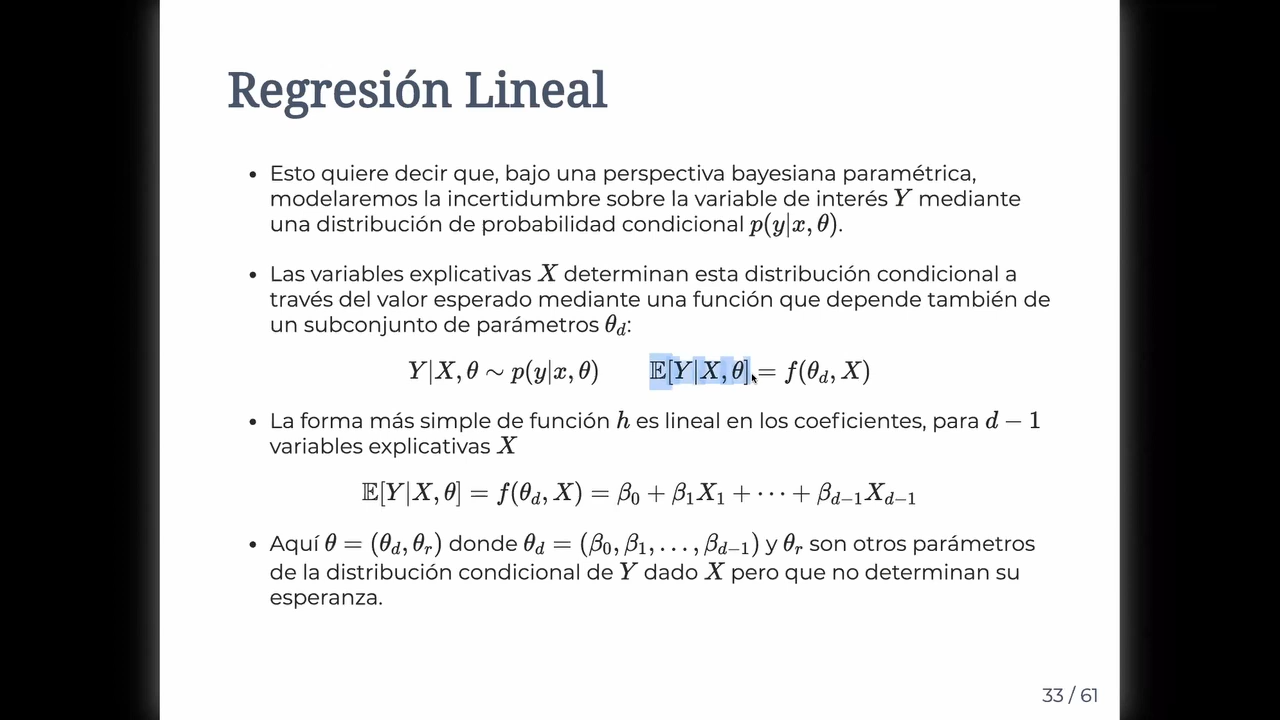 Regresión Lineal
• Esto quiere decir que, bajo una perspectiva bayesiana paramétrica,
modelaremos la incertidumbre sobre la variable de interés Y mediante
una distribución de probabilidad condicional p(y|x, θ).
• Las variables explicativas X determinan esta distribución condicional a
través del valor esperado mediante una función que depende también de
un subconjunto de parámetros θ_d:
Y|X, θ ∼ p(y|x, θ) 𝔼[Y|X, θ] = f(θ_d, X)
• La forma más simple de función h es lineal en los coeficientes, para d − 1
variables explicativas X
𝔼[Y|X, θ] = f(θ_d, X) = β_0 + β_1X_1 + ⋯ + β_{d−1}X_{d−1}
• Aquí θ = (θ_d, θ_r) donde θ_d = (β_0, β_1, …, β_{d−1}) y θ_r son otros parámetros
de la distribución condicional de Y dado X pero que no determinan su
esperanza.
33 / 61